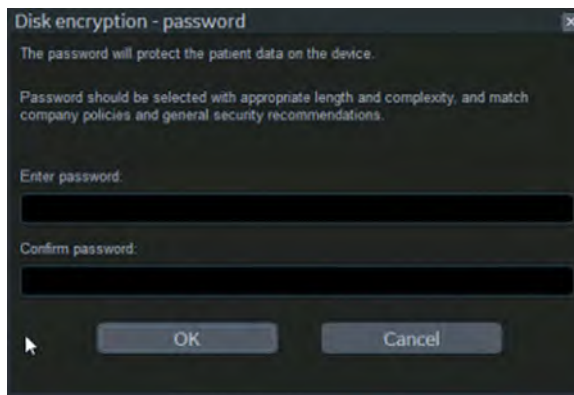 Disk encryption - password
The password will protect the patient data on the device.
Password should be selected with appropriate length and complexity, and match
company policies and general security recommendations.
Enter password:
Confirm password:
OK
Cancel